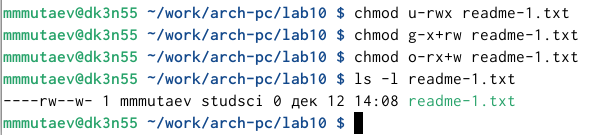 mmmutaev@dk3n55 ~/work/arch-pc/lab10 $ chmod u-rwx readme-1.txt
mmmutaev@dk3n55 ~/work/arch-pc/lab10 $ chmod g-x+rw readme-1.txt
mmmutaev@dk3n55 ~/work/arch-pc/lab10 $ chmod o-rx+w readme-1.txt
mmmutaev@dk3n55 ~/work/arch-pc/lab10 $ ls -l readme-1.txt
----rw--w- 1 mmmutaev studsci 0 дек 12 14:08 readme-1.txt
mmmutaev@dk3n55 ~/work/arch-pc/lab10 $